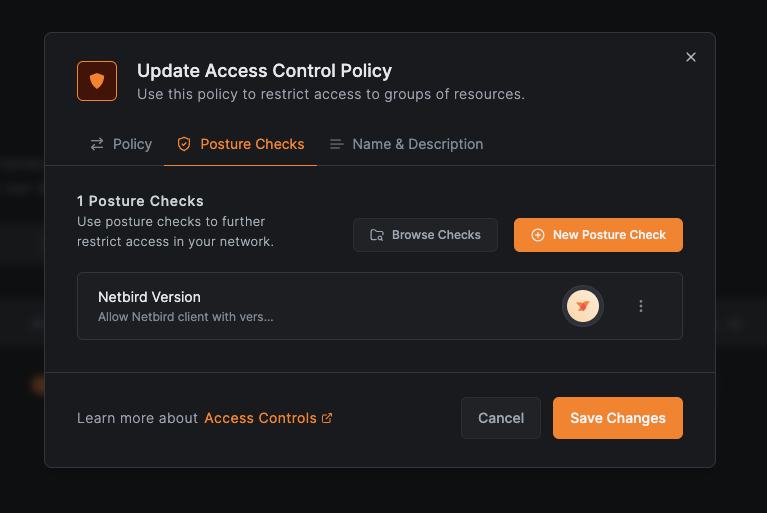 Update Access Control Policy
Use this policy to restrict access to groups of resources.
Policy
Posture Checks
Name & Description
1 Posture Checks
Use posture checks to further
restrict access in your network.
Browse Checks
New Posture Check
Netbird Version
Allow Netbird client with vers...
Learn more about Access Controls
Cancel
Save Changes